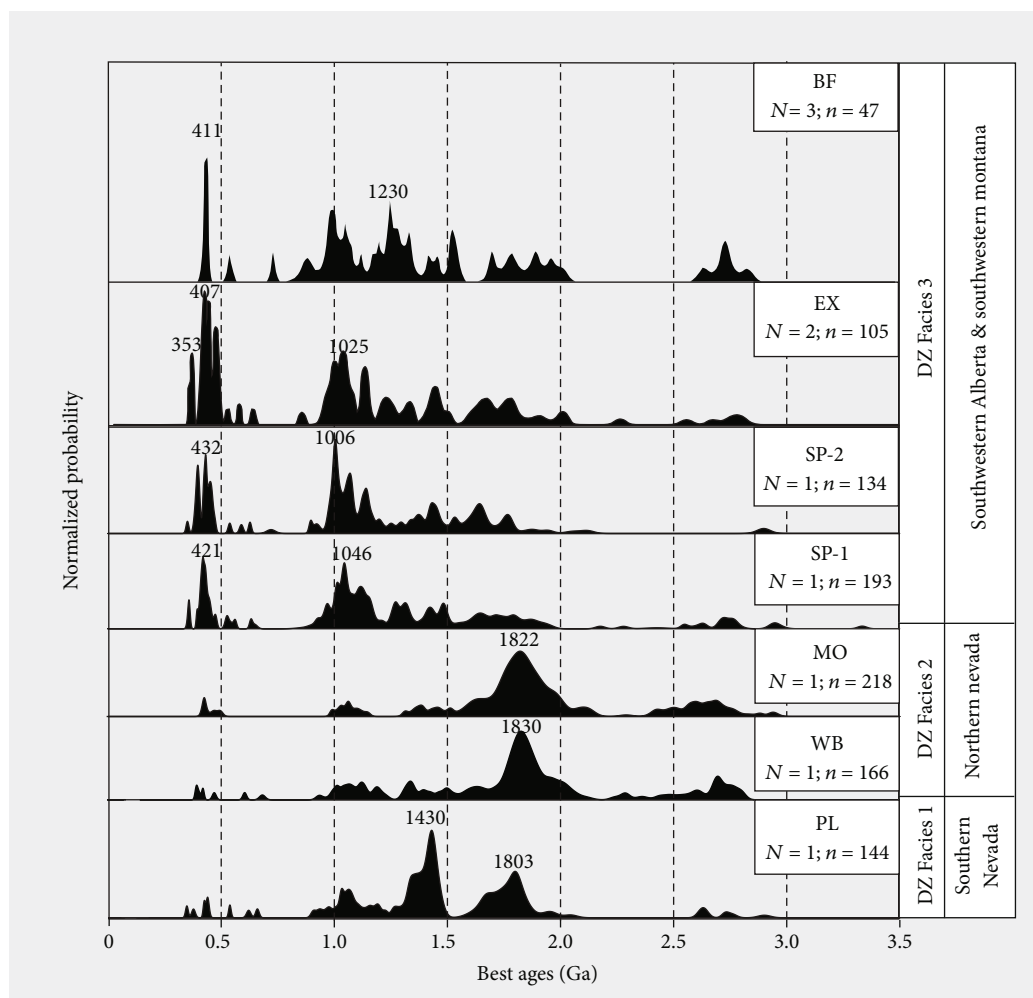 BF
N= 3; n = 47
411
1230
EX
N = 2; n = 105
407
353
1025
SP-2
N = 1; n = 134
432
1006
SP-1
N = 1; n = 193
421
1046
MO
N = 1; n = 218
1822
WB
N = 1; n = 166
1830
PL
N = 1; n = 144
1430
1803
DZ Facies 3
Southwestern Alberta & southwestern montana
DZ Facies 2
Northern nevada
DZ Facies 1
Southern
Nevada
Normalized probability
0 0.5 1.0 1.5 2.0 2.5 3.0 3.5
Best ages (Ga)